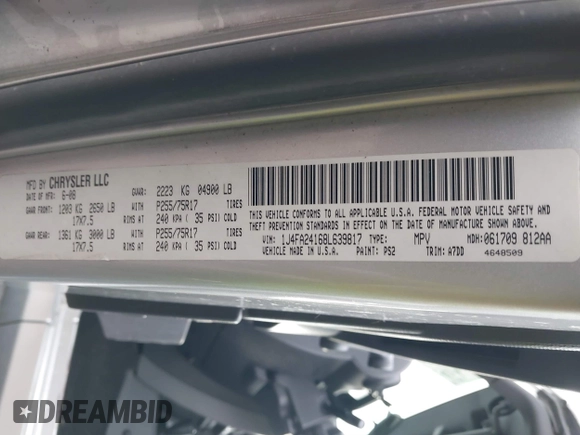 MFD BY CHRYSLER LLC
DATE OF MFR. 6-08 GVWR: 2223 KG 04900 LB
GAWR FRONT 1203 KG 2650 LB WITH P255/75R17 TIRES
17X7.5 RIMS AT 240 KPA ( 35 PSI) COLD
GAWR REAR 1361 KG 3000 LB WITH P255/75R17 TIRES
17X7.5 RIMS AT 240 KPA ( 35 PSI) COLD
THIS VEHICLE CONFORMS TO ALL APPLICABLE U.S.A. FEDERAL MOTOR VEHICLE SAFETY AND
THEFT PREVENTION STANDARDS IN EFFECT ON THE DATE OF MANUFACTURE SHOWN ABOVE.
VIN: 1J4FA24168L639817 TYPE: MPV MDH: 061709 812AA
VEHICLE MADE IN U.S.A. PAINT: PS2 TRIM: A7DD 4648509
DREAMBID